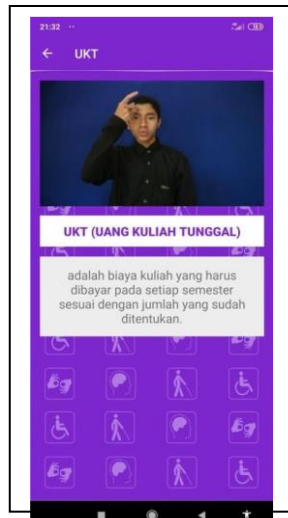 21:32
UKT
UKT (UANG KULIAH TUNGGAL)
adalah biaya kuliah yang harus
dibayar pada setiap semester
sesuai dengan jumlah yang sudah
ditentukan.